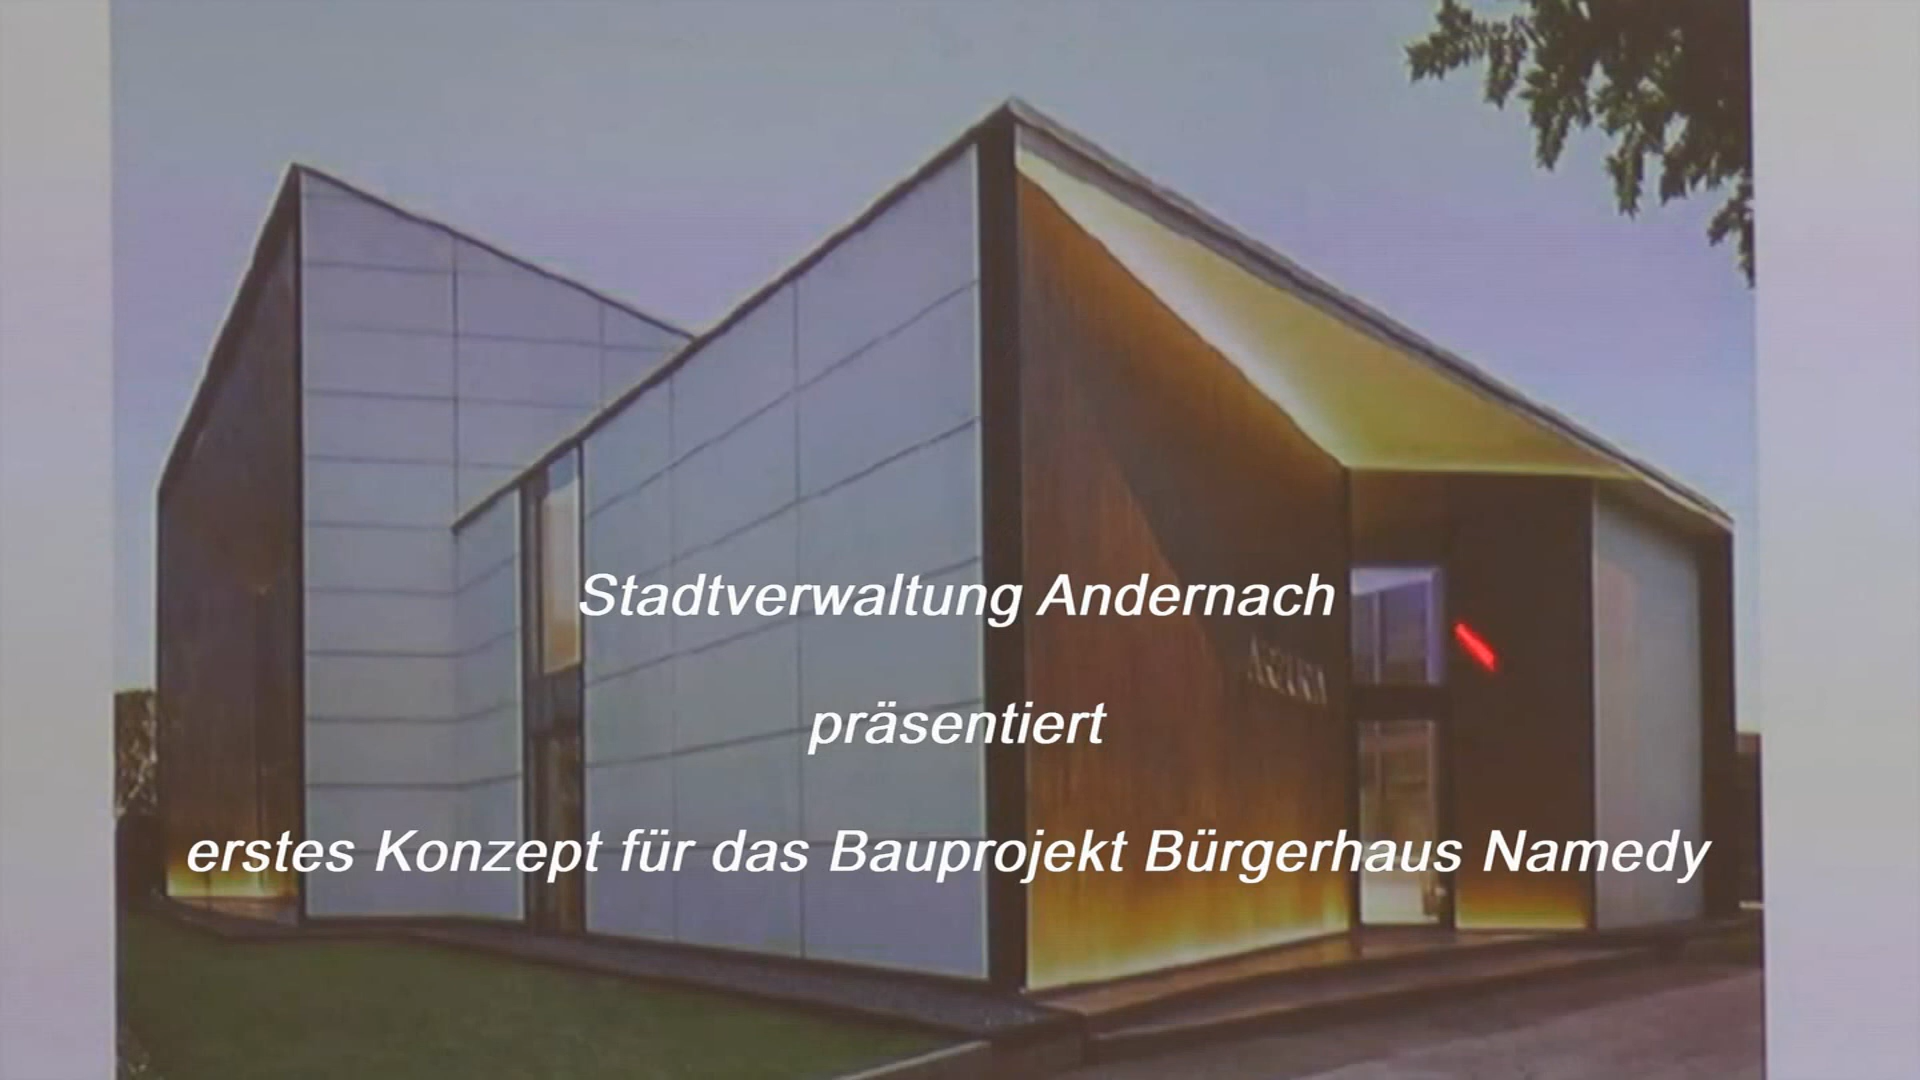 Stadtverwaltung Andernach
präsentiert
erstes Konzept für das Bauprojekt Bürgerhaus Namedy